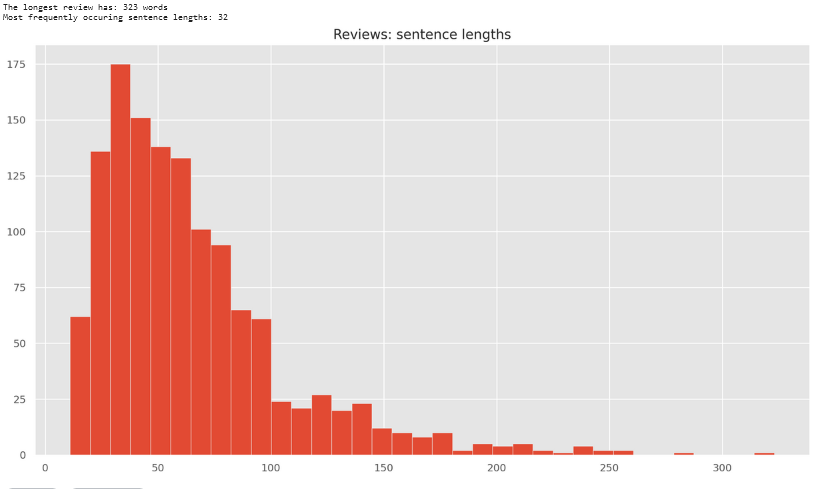 The longest review has: 323 words
Most frequently occuring sentence lengths: 32
Reviews: sentence lengths
175
150
125
100
75
50
25
0
0 50 100 150 200 250 300